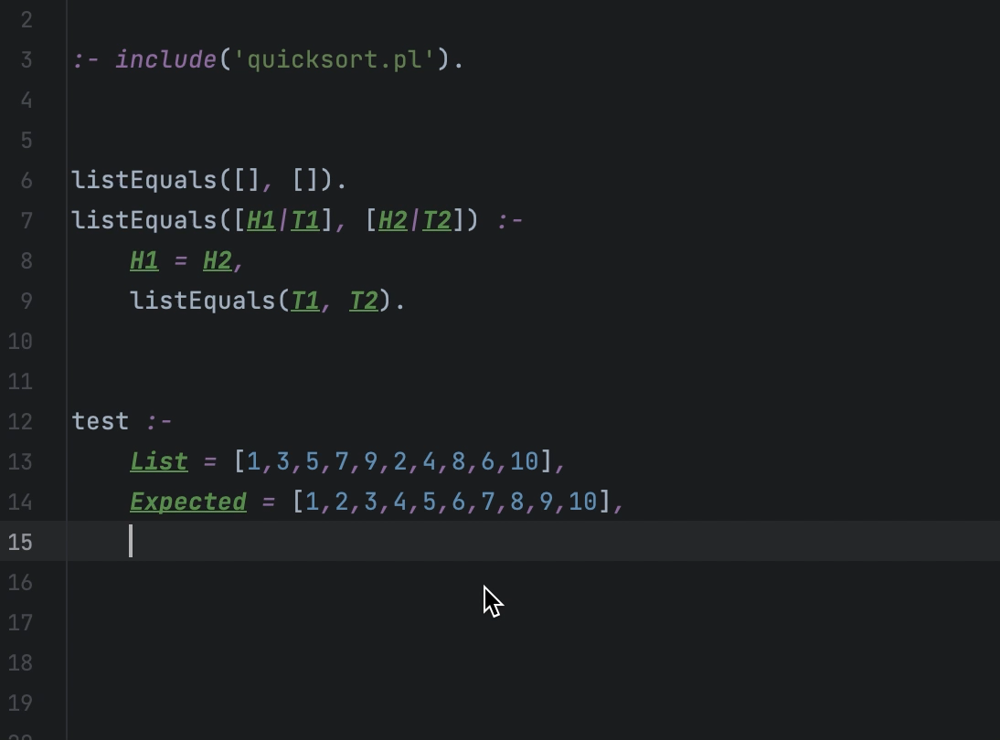 2
3 :- include('quicksort.pl').
4
5
6 listEquals([], []).
7 listEquals([H1|T1], [H2|T2]) :-
8     H1 = H2,
9     listEquals(T1, T2).
10
11
12 test :-
13     List = [1,3,5,7,9,2,4,8,6,10],
14     Expected = [1,2,3,4,5,6,7,8,9,10],
15
16
17
18
19